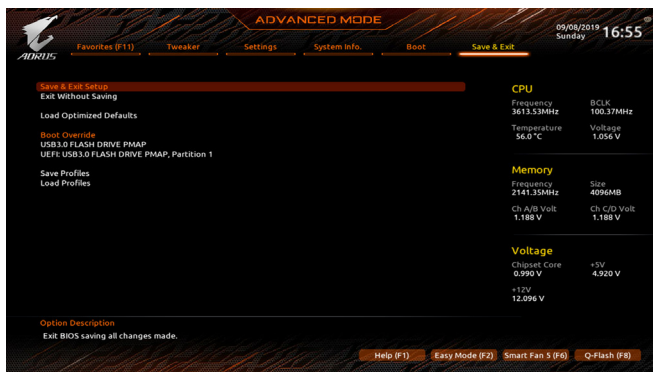 ADVANCED MODE
09/08/2019 Sunday 16:55
AORUS
Favorites (F11) Tweaker Settings System Info. Boot Save & Exit
Save & Exit Setup
Exit Without Saving
Load Optimized Defaults
Boot Override
USB3.0 FLASH DRIVE PMAP
UEFI: USB3.0 FLASH DRIVE PMAP, Partition 1
Save Profiles
Load Profiles
CPU
Frequency BCLK
3613.53MHz 100.37MHz
Temperature Voltage
56.0 °C 1.056 V
Memory
Frequency Size
2141.35MHz 4096MB
Ch A/B Volt Ch C/D Volt
1.188 V 1.188 V
Voltage
Chipset Core +5V
0.990 V 4.920 V
+12V
12.096 V
Option Description
Exit BIOS saving all changes made.
Help (F1) Easy Mode (F2) Smart Fan 5 (F6) Q-Flash (F8)